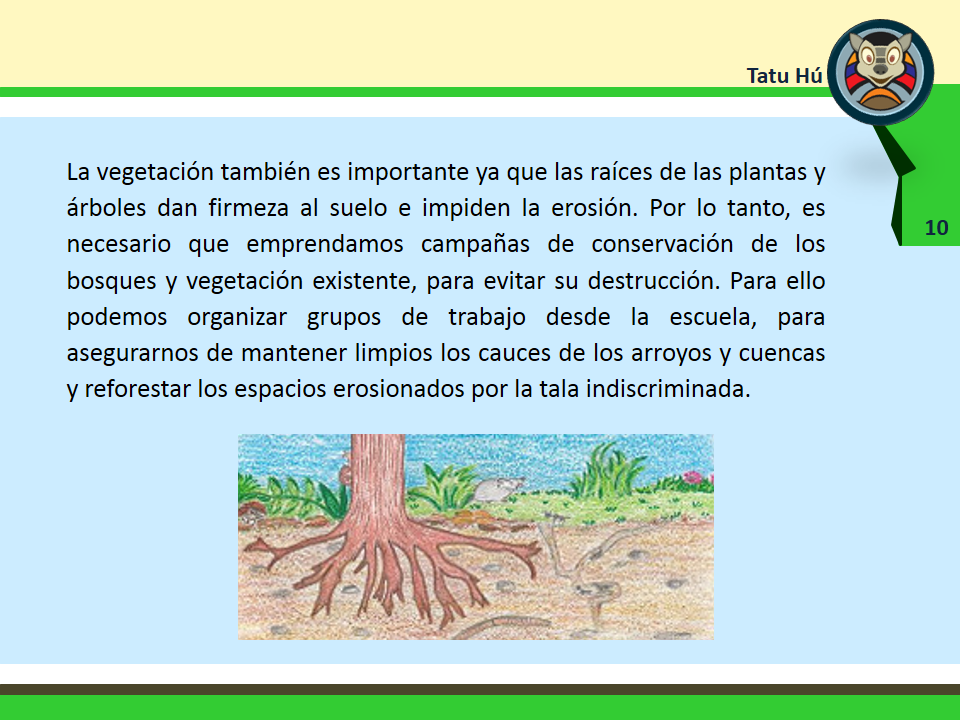 Tatu Hú
10
La vegetación también es importante ya que las raíces de las plantas y
árboles dan firmeza al suelo e impiden la erosión. Por lo tanto, es
necesario que emprendamos campañas de conservación de los
bosques y vegetación existente, para evitar su destrucción. Para ello
podemos organizar grupos de trabajo desde la escuela, para
asegurarnos de mantener limpios los cauces de los arroyos y cuencas
y reforestar los espacios erosionados por la tala indiscriminada.